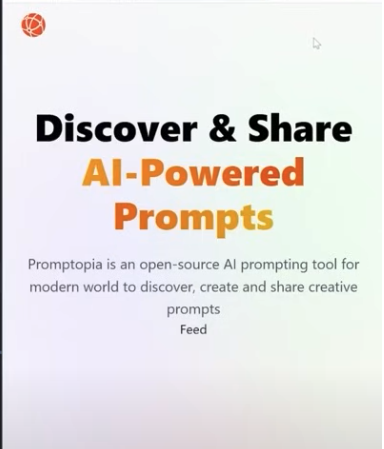 Discover & Share
AI-Powered
Prompts
Promptopia is an open-source AI prompting tool for
modern world to discover, create and share creative
prompts
Feed